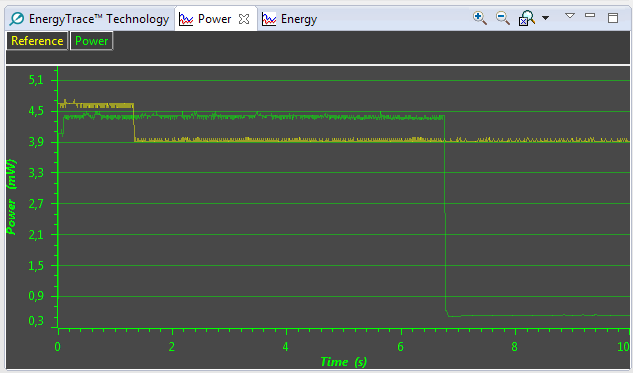 EnergyTrace™ Technology Power Energy
Reference Power
5,1
4,5
3,9
3,3
2,7
2,1
1,5
0,9
0,3
Power (mW)
0 2 4 6 8 10
Time (s)